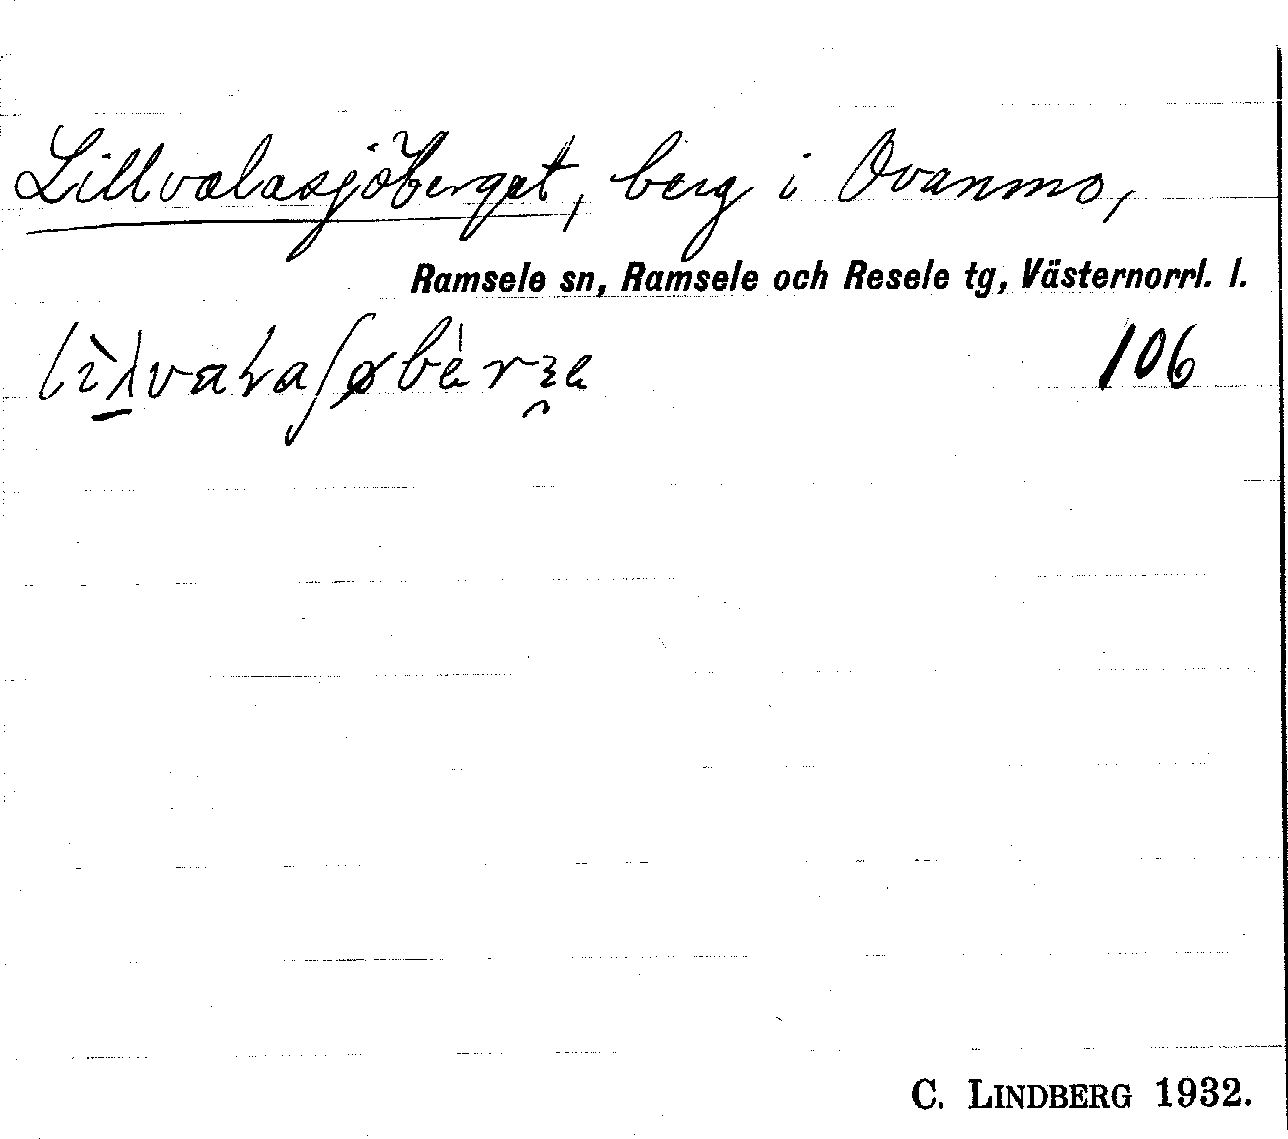 Lillvalasjöberget, berg i Ovanmo,
Ramsele sn, Ramsele och Resele tg, Västernorrl. l.
106
C. LINDBERG 1932.